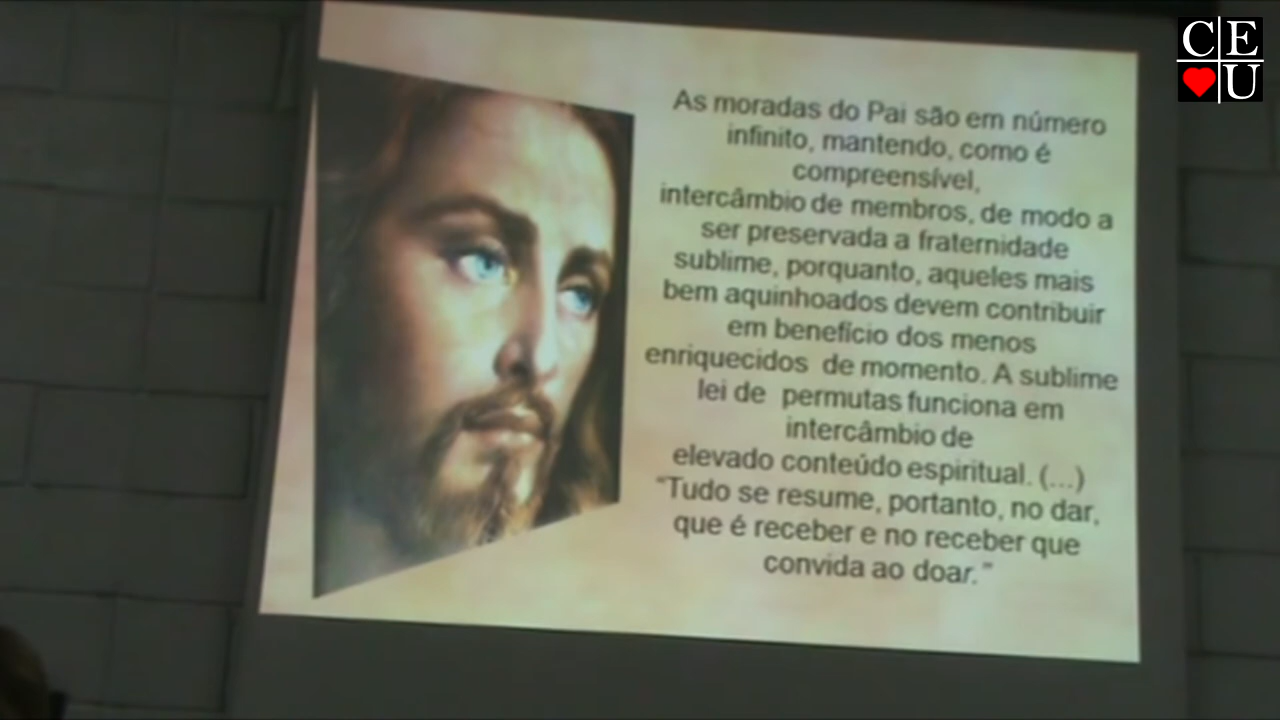 C E
U
As moradas do Pai são em número
infinito, mantendo, como é
compreensível,
intercâmbio de membros, de modo a
ser preservada a fraternidade
sublime, porquanto, aqueles mais
bem aquinhoados devem contribuir
em benefício dos menos
enriquecidos de momento. A sublime
lei de permutas funciona em
intercâmbio de
elevado conteúdo espiritual. (...)
“Tudo se resume, portanto, no dar,
que é receber e no receber que
convida ao doar.”